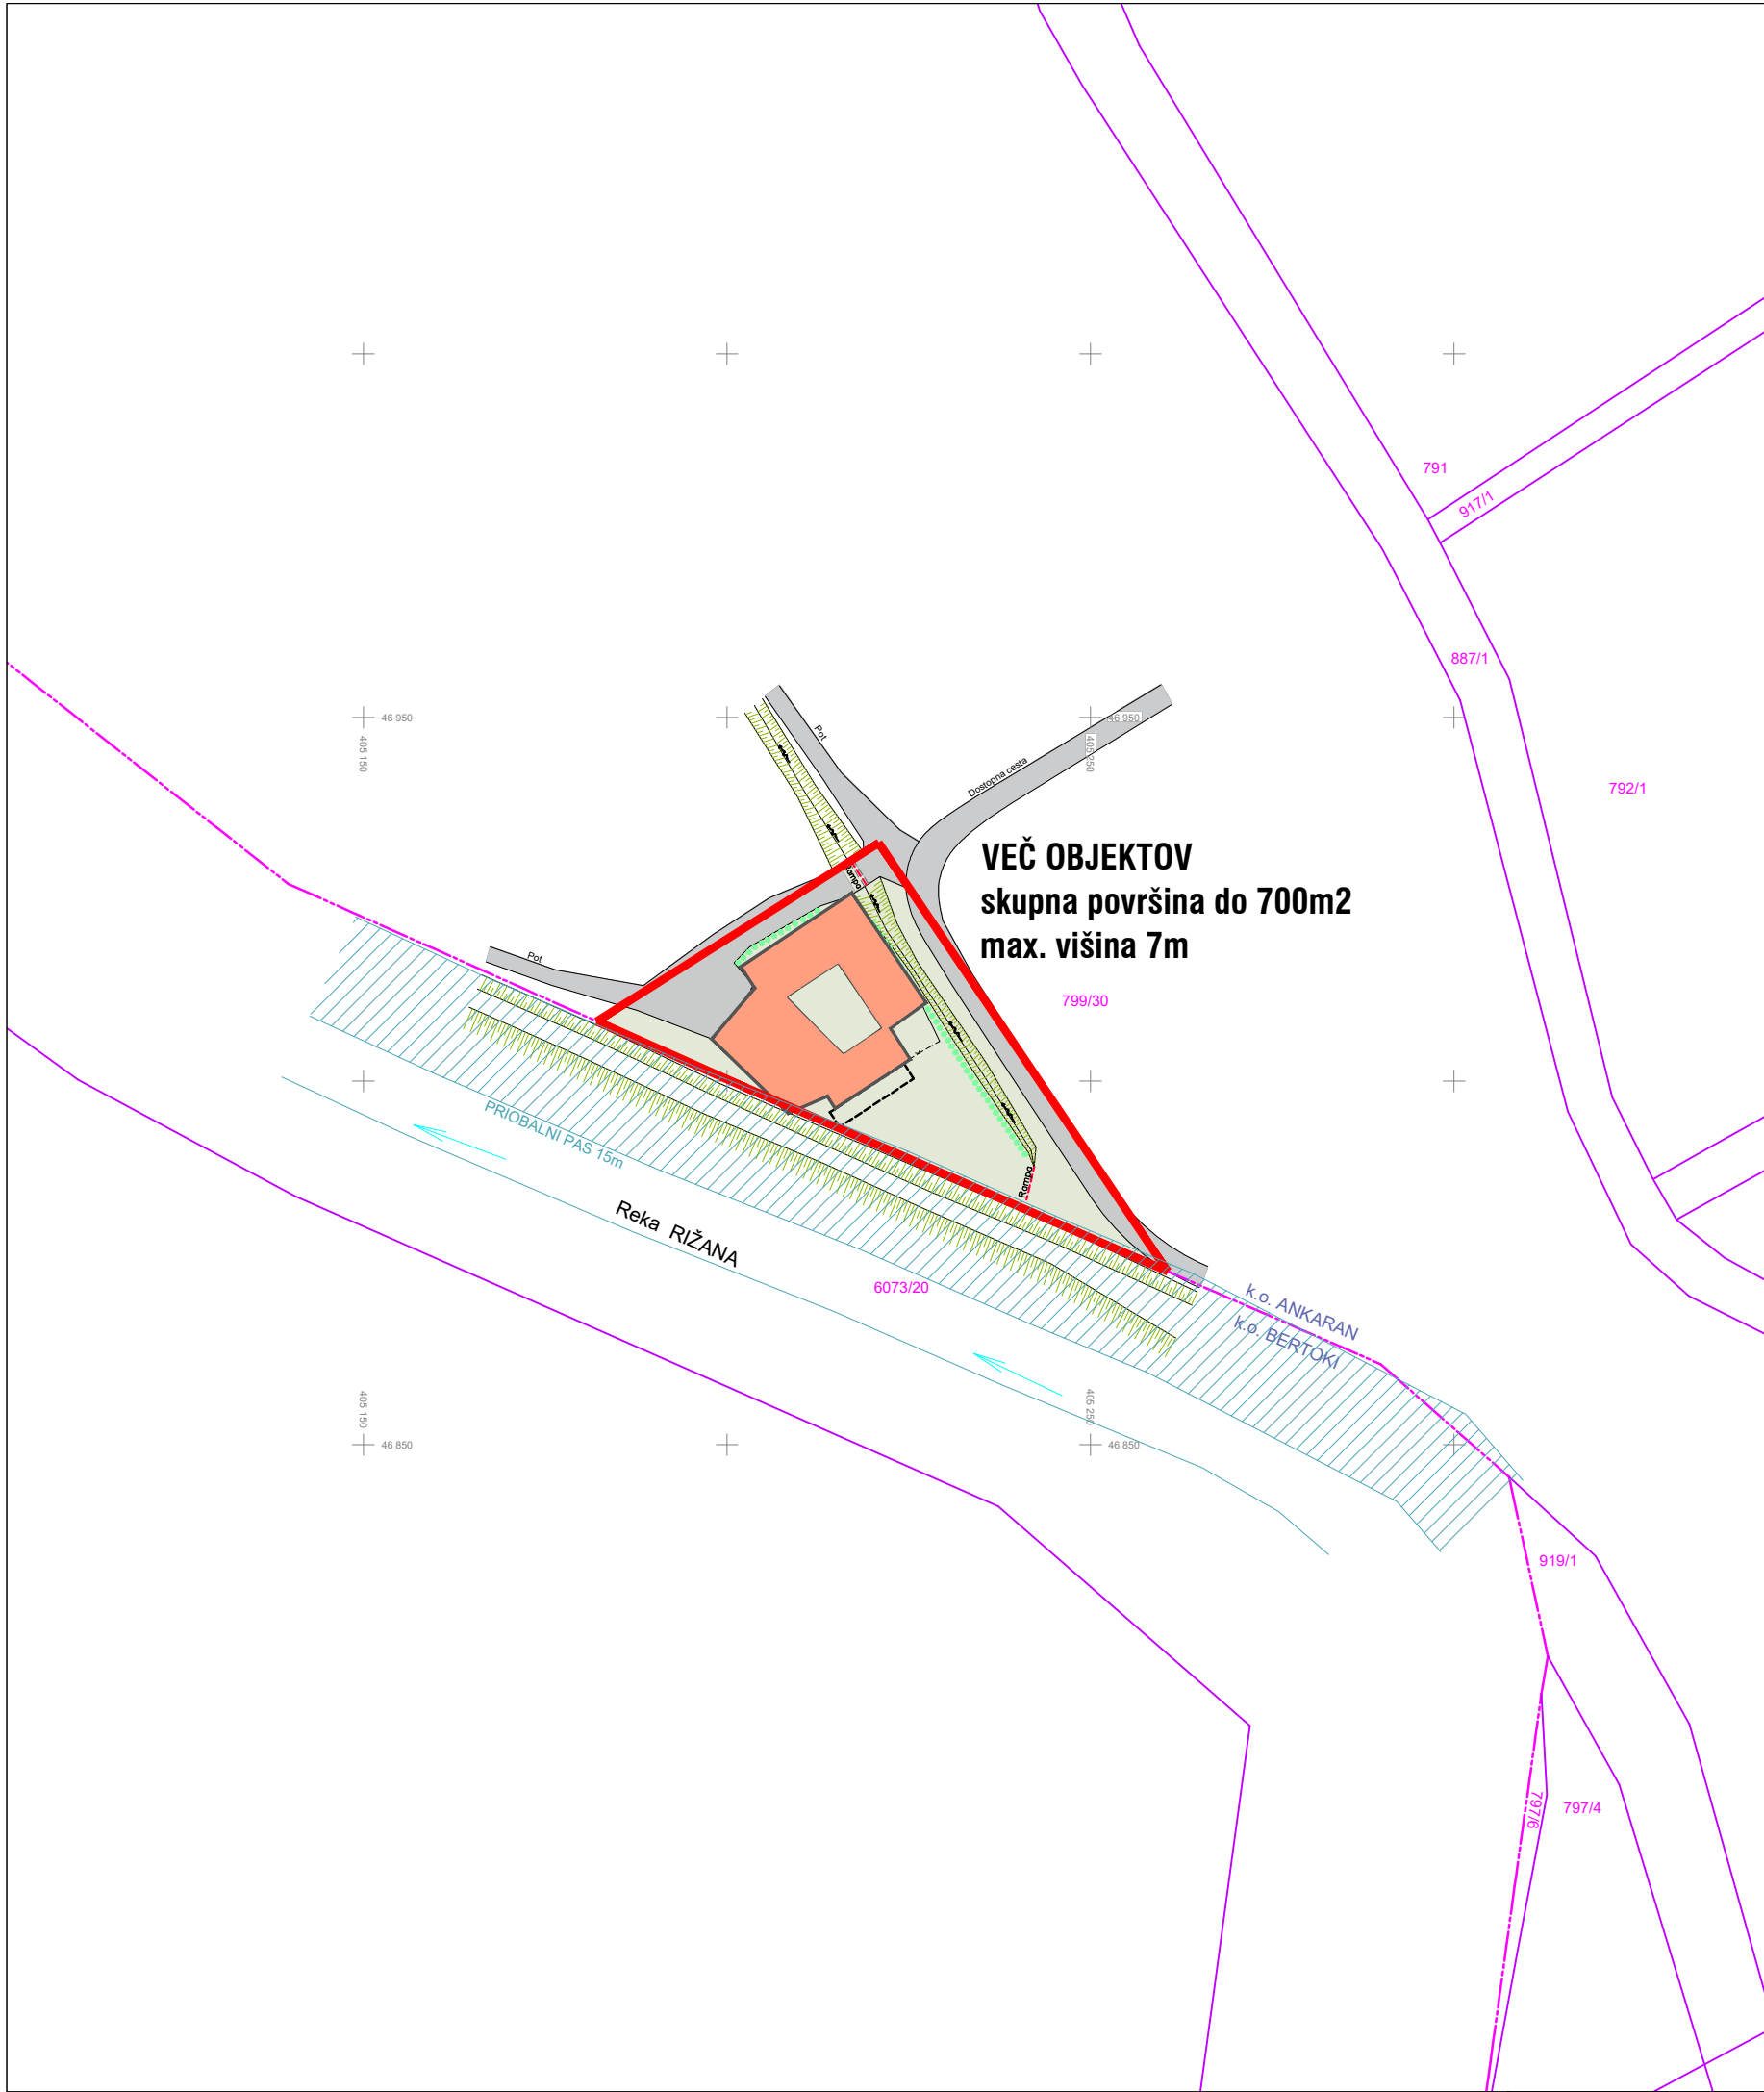 791
917/1
887/1
46 950
46 950
405 150
405 250
Pot
Dostopna cesta
792/1
VEČ OBJEKTOV
skupna površina do 700m2
max. višina 7m
Rampa
Pot
799/30
PRIOBALNI PAS 15m
Rampa
Reka RIŽANA
6073/20
k.o. ANKARAN
k.o. BERTOKI
405 150
405 250
46 850
46 850
919/1
797/6
797/4